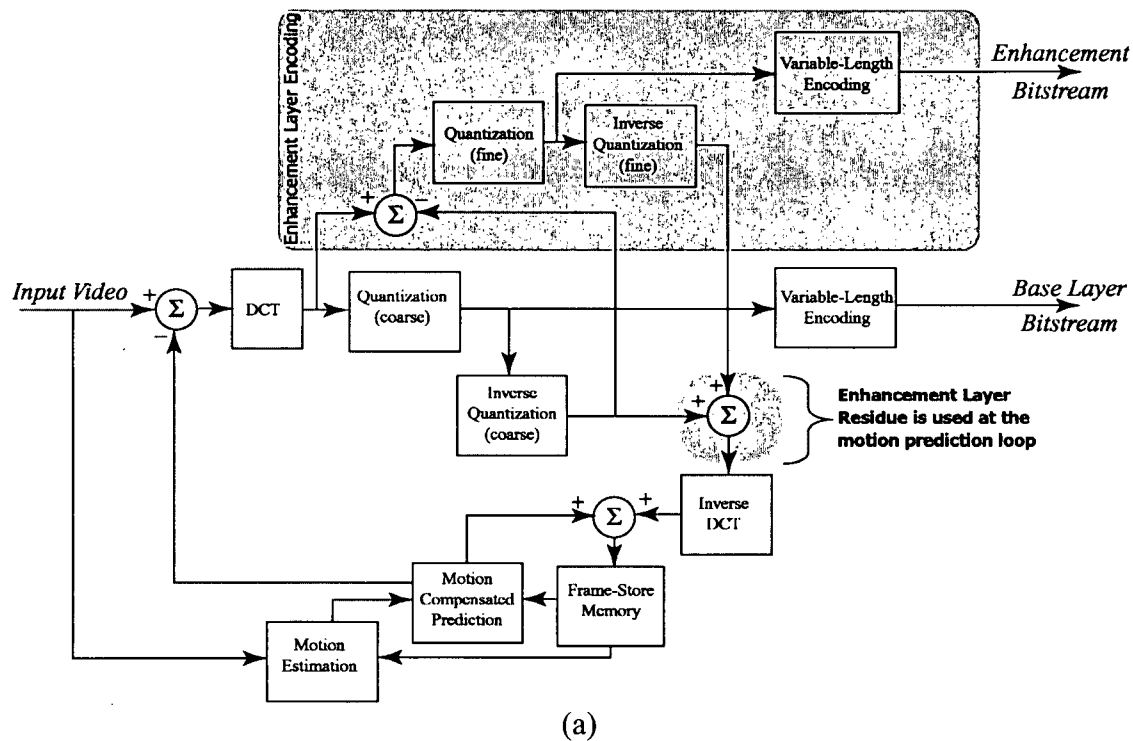 Enhancement Layer Encoding
Variable-Length
Encoding
Enhancement
Bitstream
Quantization
(fine)
Inverse
Quantization
(fine)
+
−
Σ
Input Video
+
Σ
−
DCT
Quantization
(coarse)
Variable-Length
Encoding
Base Layer
Bitstream
Inverse
Quantization
(coarse)
+
+
Σ
Enhancement Layer
Residue is used at the
motion prediction loop
Inverse
DCT
+
Σ
+
Motion
Compensated
Prediction
Frame-Store
Memory
Motion
Estimation
(a)